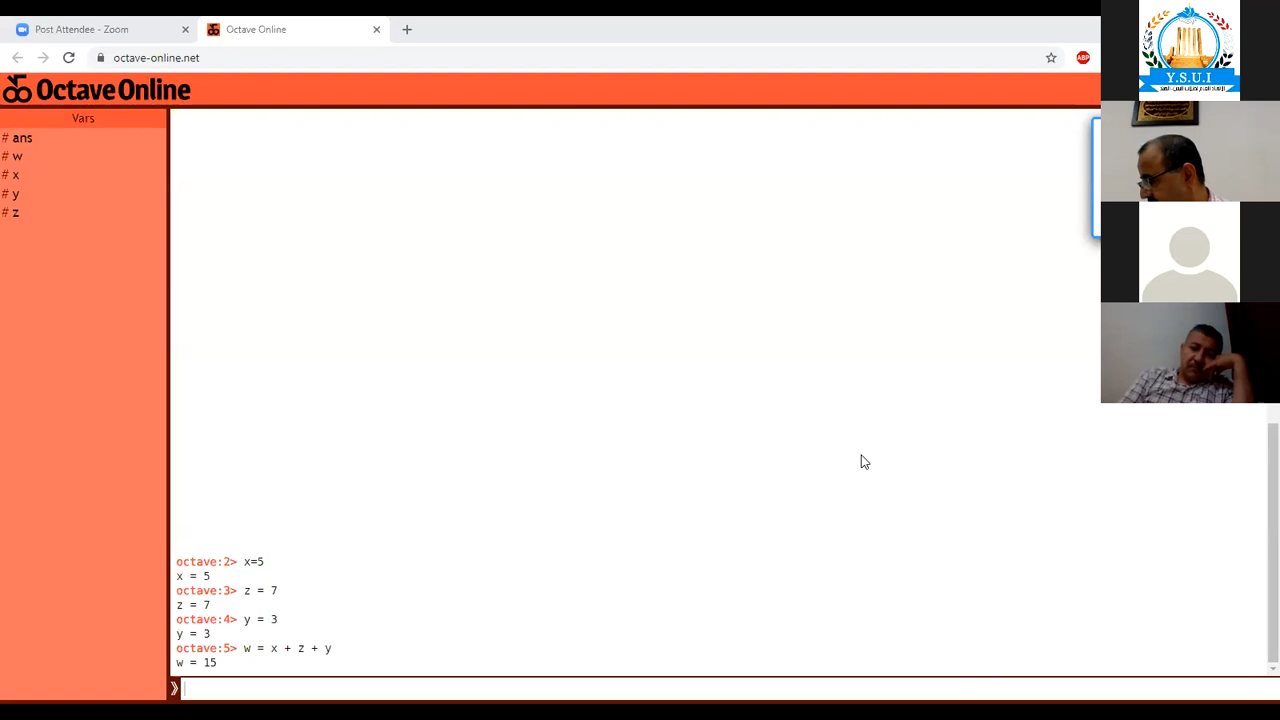 Post Attendee - Zoom
Octave Online
octave-online.net
ABP
Octave Online
Vars
# ans
# w
# x
# y
# z
octave:2> x=5
x = 5
octave:3> z = 7
z = 7
octave:4> y = 3
y = 3
octave:5> w = x + z + y
w = 15
Y.S.U.I